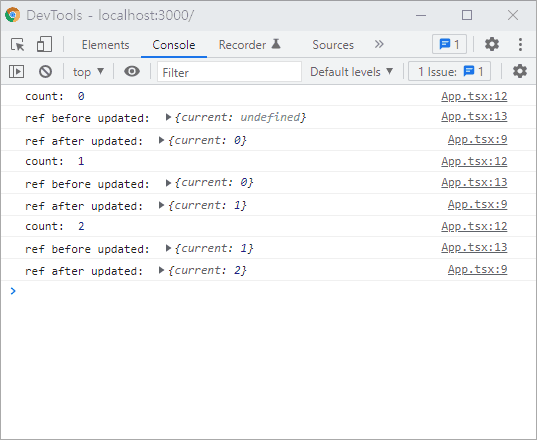 DevTools - localhost:3000/
Elements Console Recorder Sources » 1
top ▼ Filter Default levels ▼ 1 Issue: 1
count: 0 App.tsx:12
ref before updated: ▶ {current: undefined} App.tsx:13
ref after updated: ▶ {current: 0} App.tsx:9
count: 1 App.tsx:12
ref before updated: ▶ {current: 0} App.tsx:13
ref after updated: ▶ {current: 1} App.tsx:9
count: 2 App.tsx:12
ref before updated: ▶ {current: 1} App.tsx:13
ref after updated: ▶ {current: 2} App.tsx:9